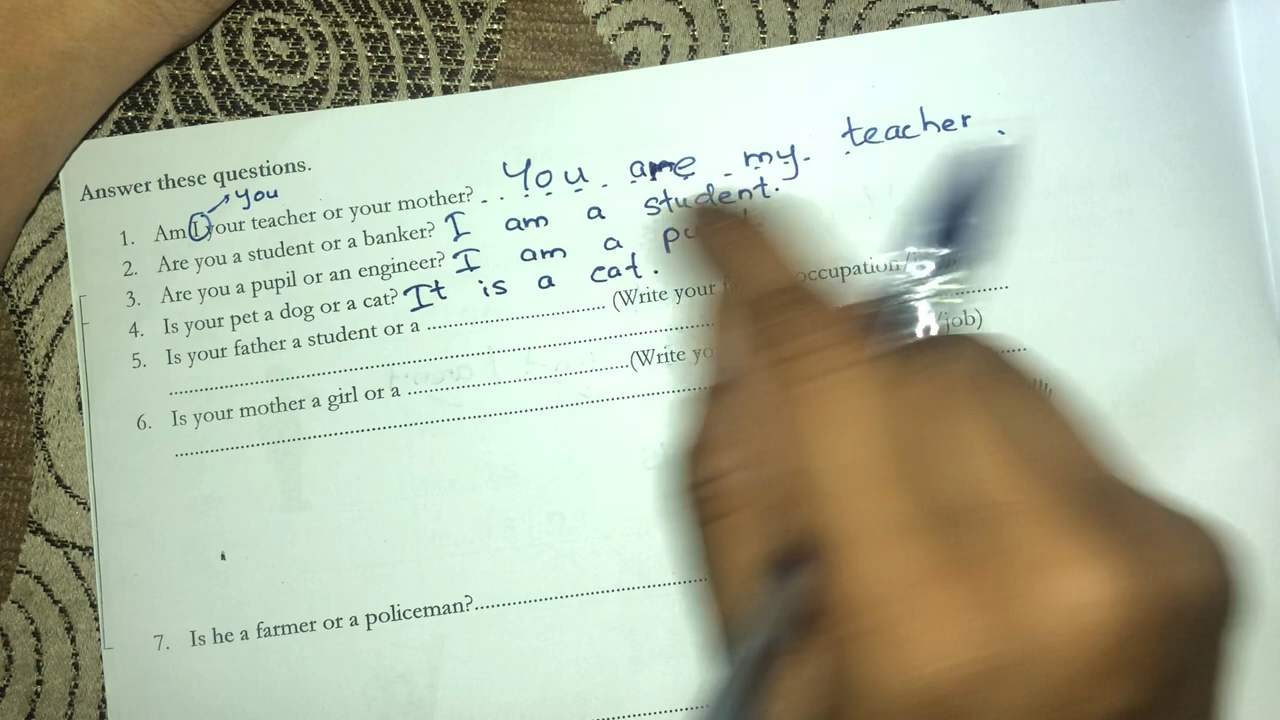 Answer these questions.
You
1. Am I your teacher or your mother? . . You are my teacher .
2. Are you a student or a banker? I am a student.
3. Are you a pupil or an engineer? I am a
4. Is your pet a dog or a cat? It is a cat.
5. Is your father a student or a .............................. (Write your occupation/
6. Is your mother a girl or a ..............................(Write /job)
7. Is he a farmer or a policeman?..............................